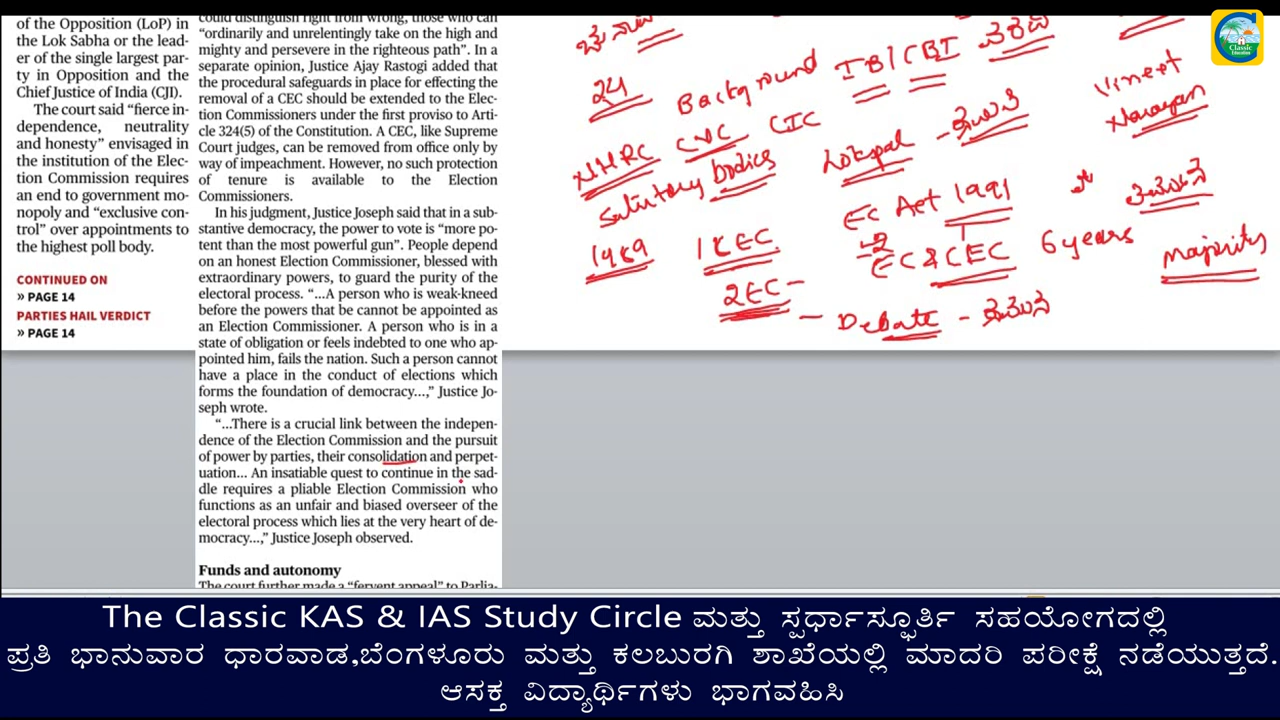 of the Opposition (LoP) in
the Lok Sabha or the lead-
er of the single largest par-
ty in Opposition and the
Chief Justice of India (CJI).
The court said “fierce in-
dependence, neutrality
and honesty” envisaged in
the institution of the Elec-
tion Commission requires
an end to government mo-
nopoly and “exclusive con-
trol” over appointments to
the highest poll body.
CONTINUED ON
» PAGE 14
PARTIES HAIL VERDICT
» PAGE 14
could distinguish right from wrong, those who can
“ordinarily and unrelentingly take on the high and
mighty and persevere in the righteous path”. In a
separate opinion, Justice Ajay Rastogi added that
the procedural safeguards in place for effecting the
removal of a CEC should be extended to the Elec-
tion Commissioners under the first proviso to Arti-
cle 324(5) of the Constitution. A CEC, like Supreme
Court judges, can be removed from office only by
way of impeachment. However, no such protection
of tenure is available to the Election
Commissioners.
In his judgment, Justice Joseph said that in a sub-
stantive democracy, the power to vote is “more po-
tent than the most powerful gun”. People depend
on an honest Election Commissioner, blessed with
extraordinary powers, to guard the purity of the
electoral process. “...A person who is weak-kneed
before the powers that be cannot be appointed as
an Election Commissioner. A person who is in a
state of obligation or feels indebted to one who ap-
pointed him, fails the nation. Such a person cannot
have a place in the conduct of elections which
forms the foundation of democracy...,” Justice Jo-
seph wrote.
“...There is a crucial link between the indepen-
dence of the Election Commission and the pursuit
of power by parties, their consolidation and perpet-
uation... An insatiable quest to continue in the sad-
dle requires a pliable Election Commission who
functions as an unfair and biased overseer of the
electoral process which lies at the very heart of de-
mocracy...,” Justice Joseph observed.
Funds and autonomy
The court further made a “fervent appeal” to Parlia-
24 Background IB/CBI
Vineet
Narayan
NHRC CVC CIC
Statutory bodies Lokpal -
EC Act 1991
1989 1 CEC EC & CEC 6 years majority
2EC -
- Debate -
Classic
Education
The Classic KAS & IAS Study Circle ಮತ್ತು ಸ್ಪರ್ಧಾಸ್ಫೂರ್ತಿ ಸಹಯೋಗದಲ್ಲಿ
ಪ್ರತಿ ಭಾನುವಾರ ಧಾರವಾಡ,ಬೆಂಗಳೂರು ಮತ್ತು ಕಲಬುರಗಿ ಶಾಖೆಯಲ್ಲಿ ಮಾದರಿ ಪರೀಕ್ಷೆ ನಡೆಯುತ್ತದೆ.
ಆಸಕ್ತ ವಿದ್ಯಾರ್ಥಿಗಳು ಭಾಗವಹಿಸಿ